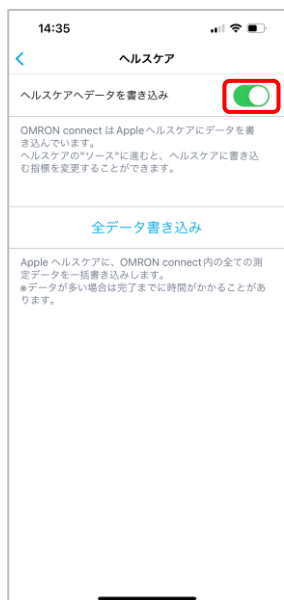 14:35
ヘルスケア
ヘルスケアへデータを書き込み
OMRON connect は Apple ヘルスケアにデータを書
き込んでいます。
ヘルスケアの"ソース"に進むと、ヘルスケアに書き込
む指標を変更することができます。
全データ書き込み
Apple ヘルスケアに、OMRON connect内の全ての測
定データを一括書き込みします。
※データが多い場合は完了までに時間がかかることがあ
ります。